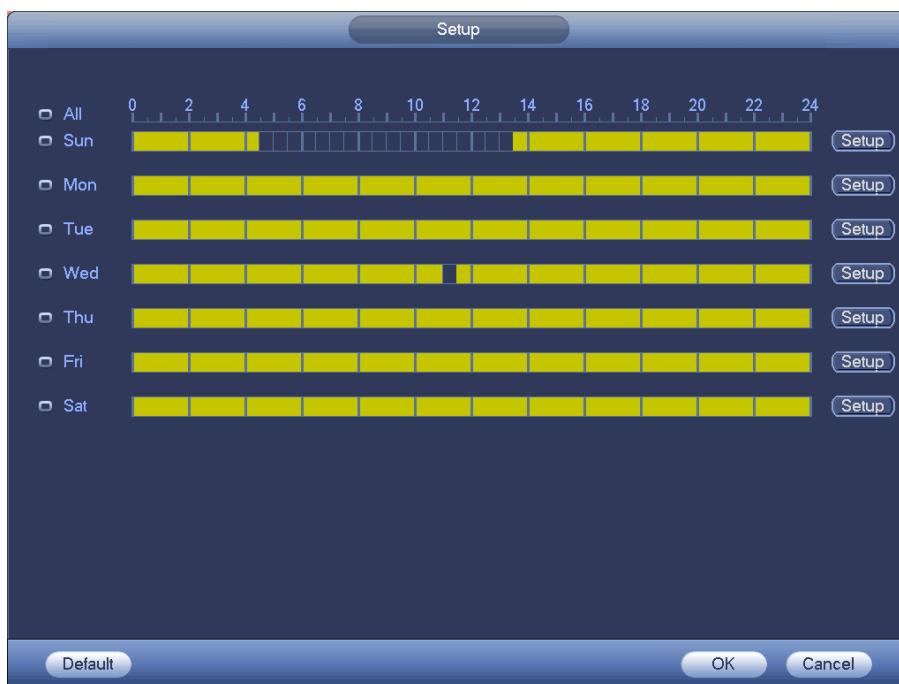 Setup
All 0 2 4 6 8 10 12 14 16 18 20 22 24
Sun Setup
Mon Setup
Tue Setup
Wed Setup
Thu Setup
Fri Setup
Sat Setup
Default OK Cancel